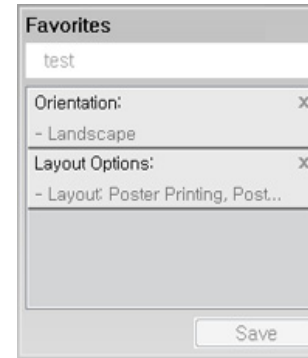 Favorites
test
Orientation: x
- Landscape
Layout Options: x
- Layout: Poster Printing, Post...
Save